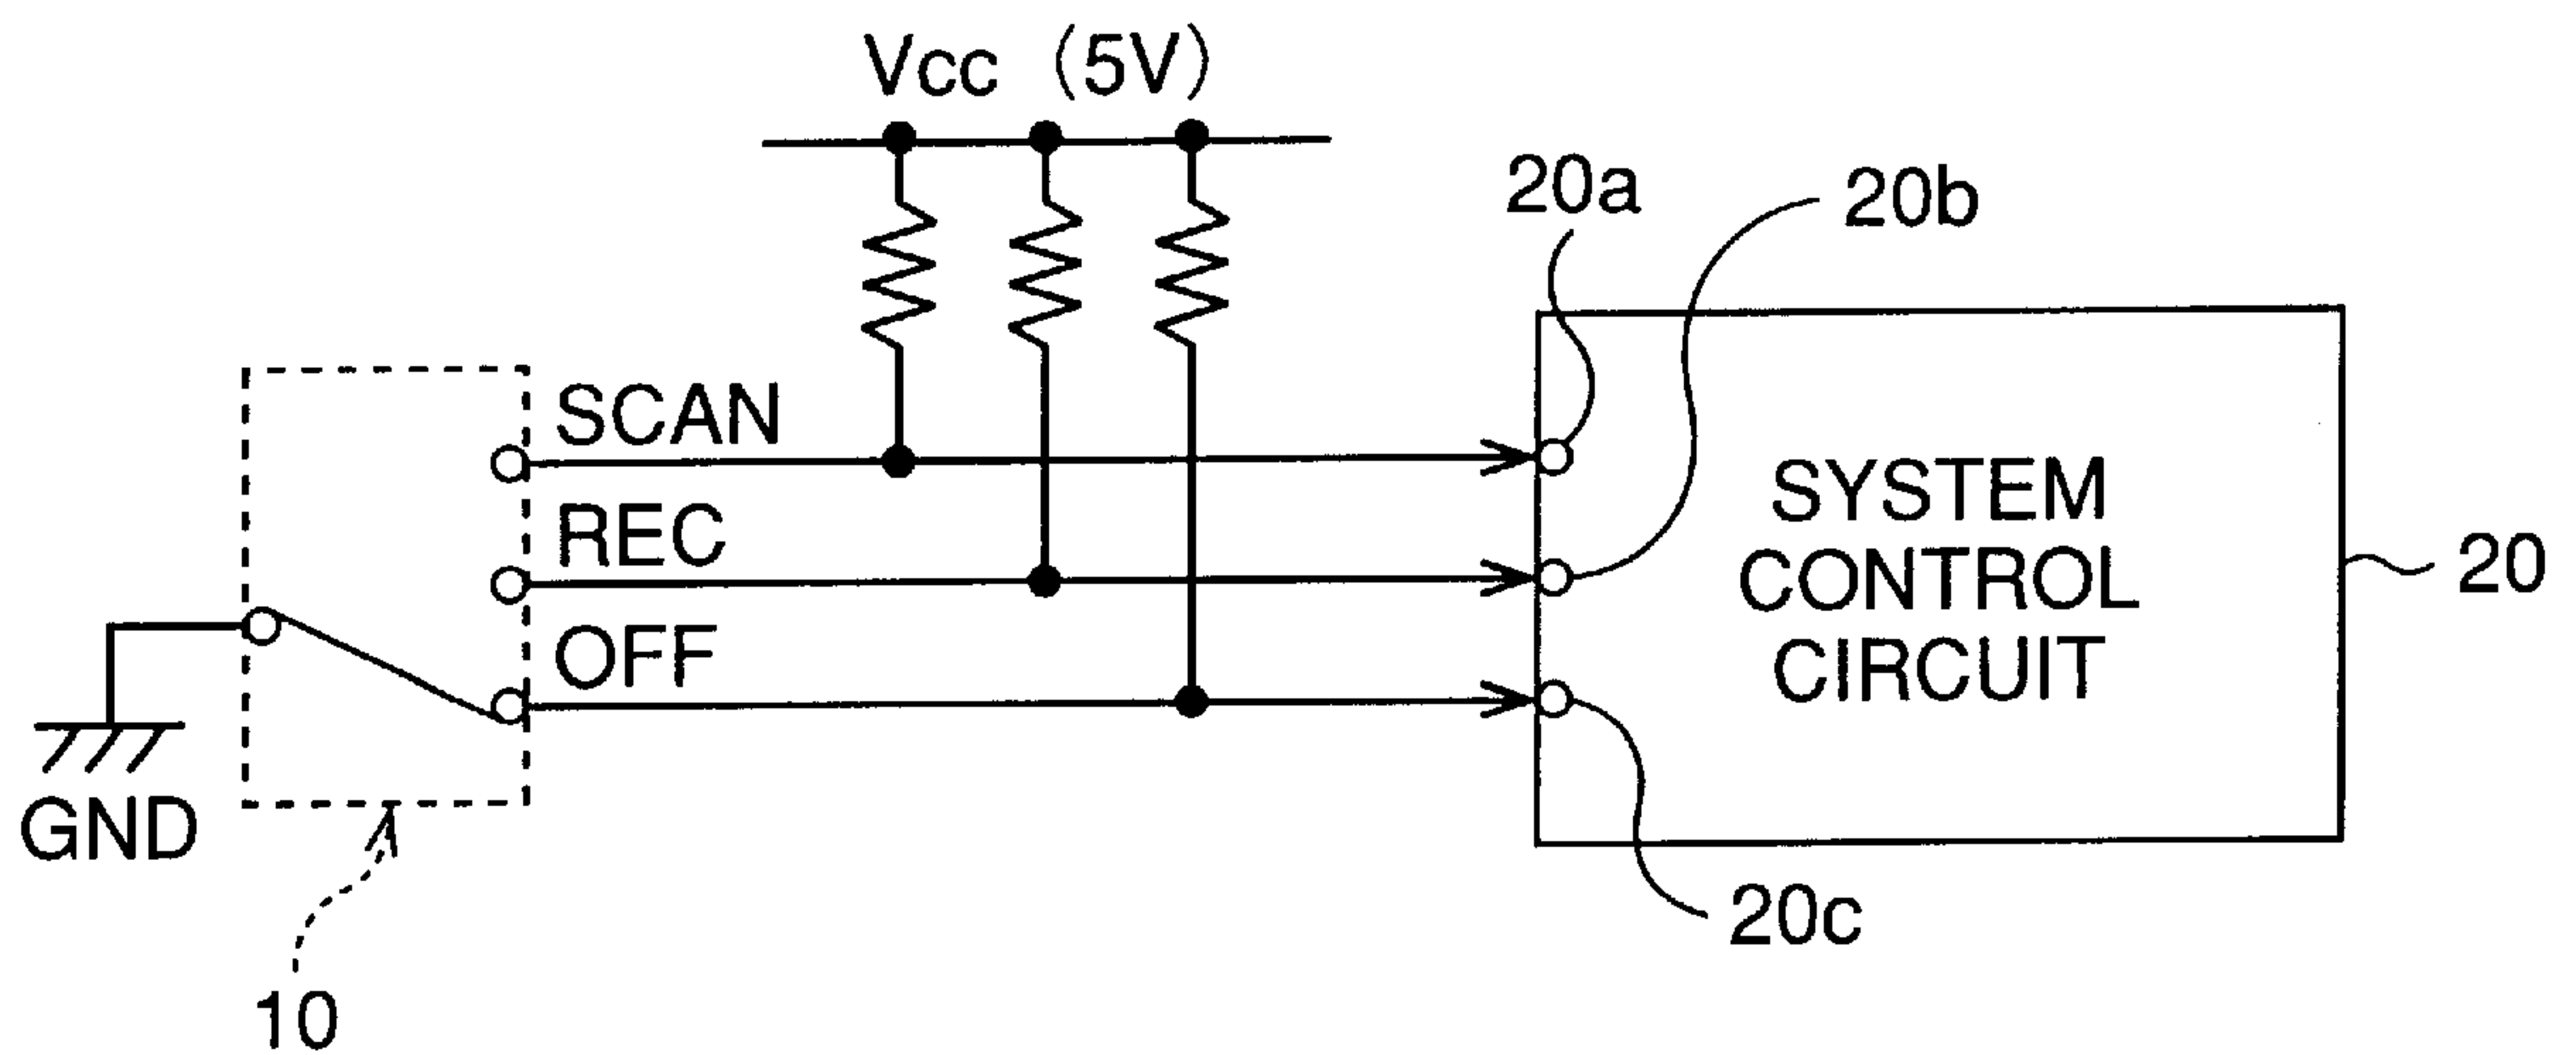 Vcc (5V)
20a
20b
SCAN
REC
OFF
SYSTEM
CONTROL
CIRCUIT
20
GND
20c
10